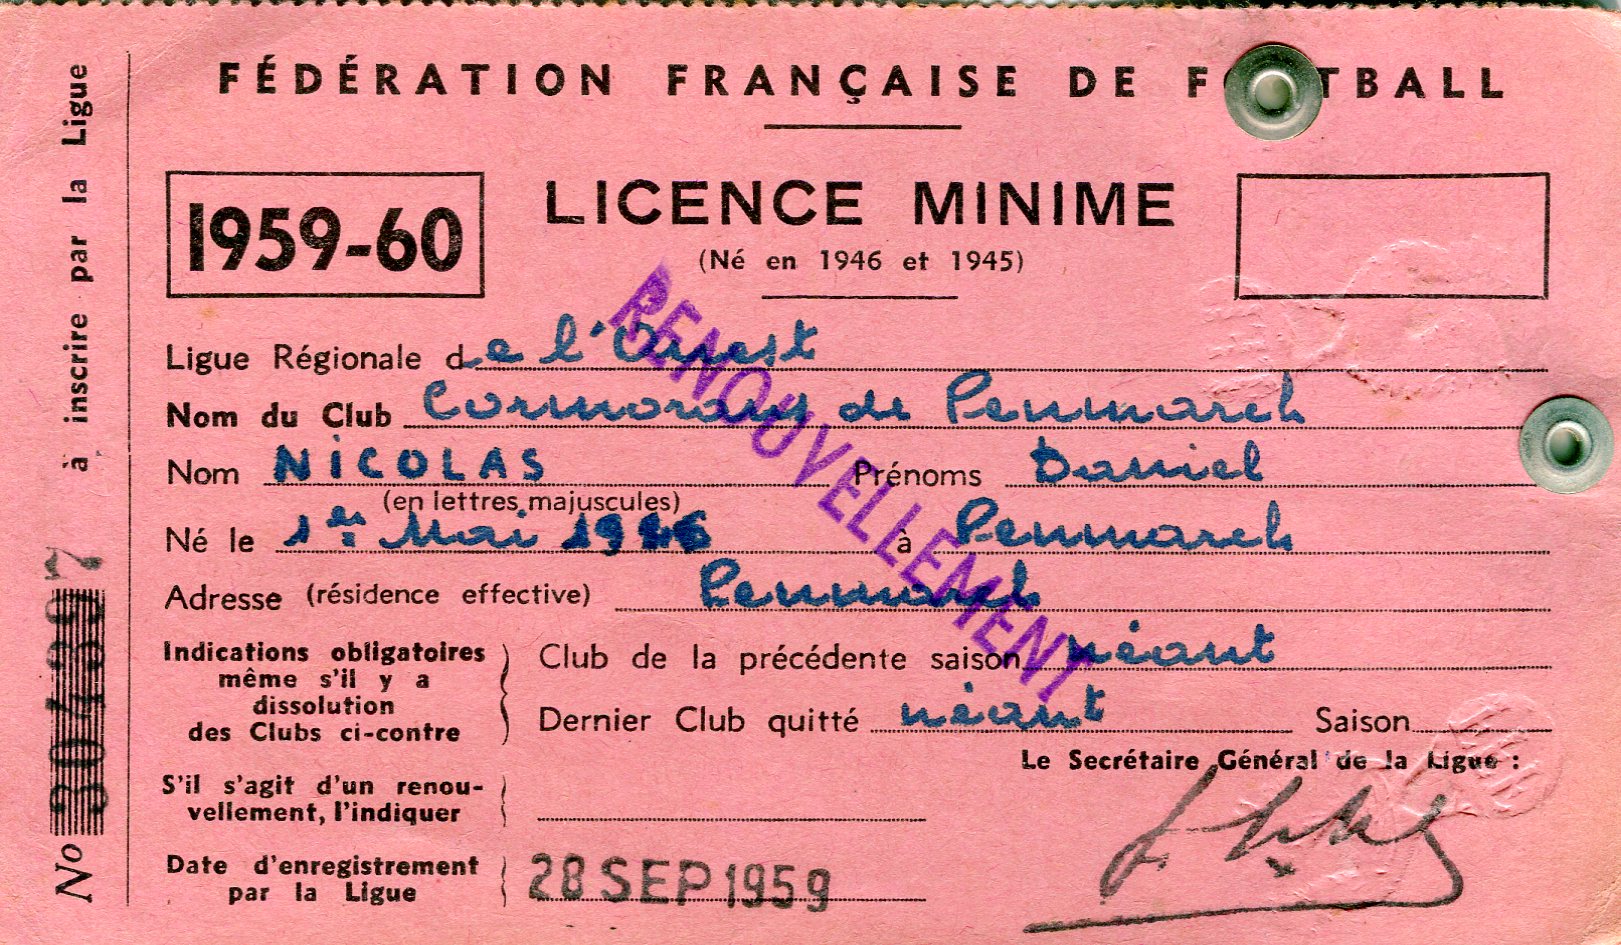 FÉDÉRATION FRANÇAISE DE FOOTBALL
1959-60
LICENCE MINIME
(Né en 1946 et 1945)
RENOUVELLEMENT
Ligue Régionale de l'Ouest
Nom du Club Cormorans de Penmarch
Nom NICOLAS Prénoms Daniel
(en lettres majuscules)
Né le 1er Mai 1946 à Penmarch
Adresse (résidence effective) Penmarch
Indications obligatoires
même s'il y a
dissolution
des Clubs ci-contre
Club de la précédente saison néant
Dernier Club quitté néant Saison
Le Secrétaire Général de la Ligue :
S'il s'agit d'un renou-
vellement, l'indiquer
Date d'enregistrement
par la Ligue
28 SEP 1959
No
à inscrire par la Ligue